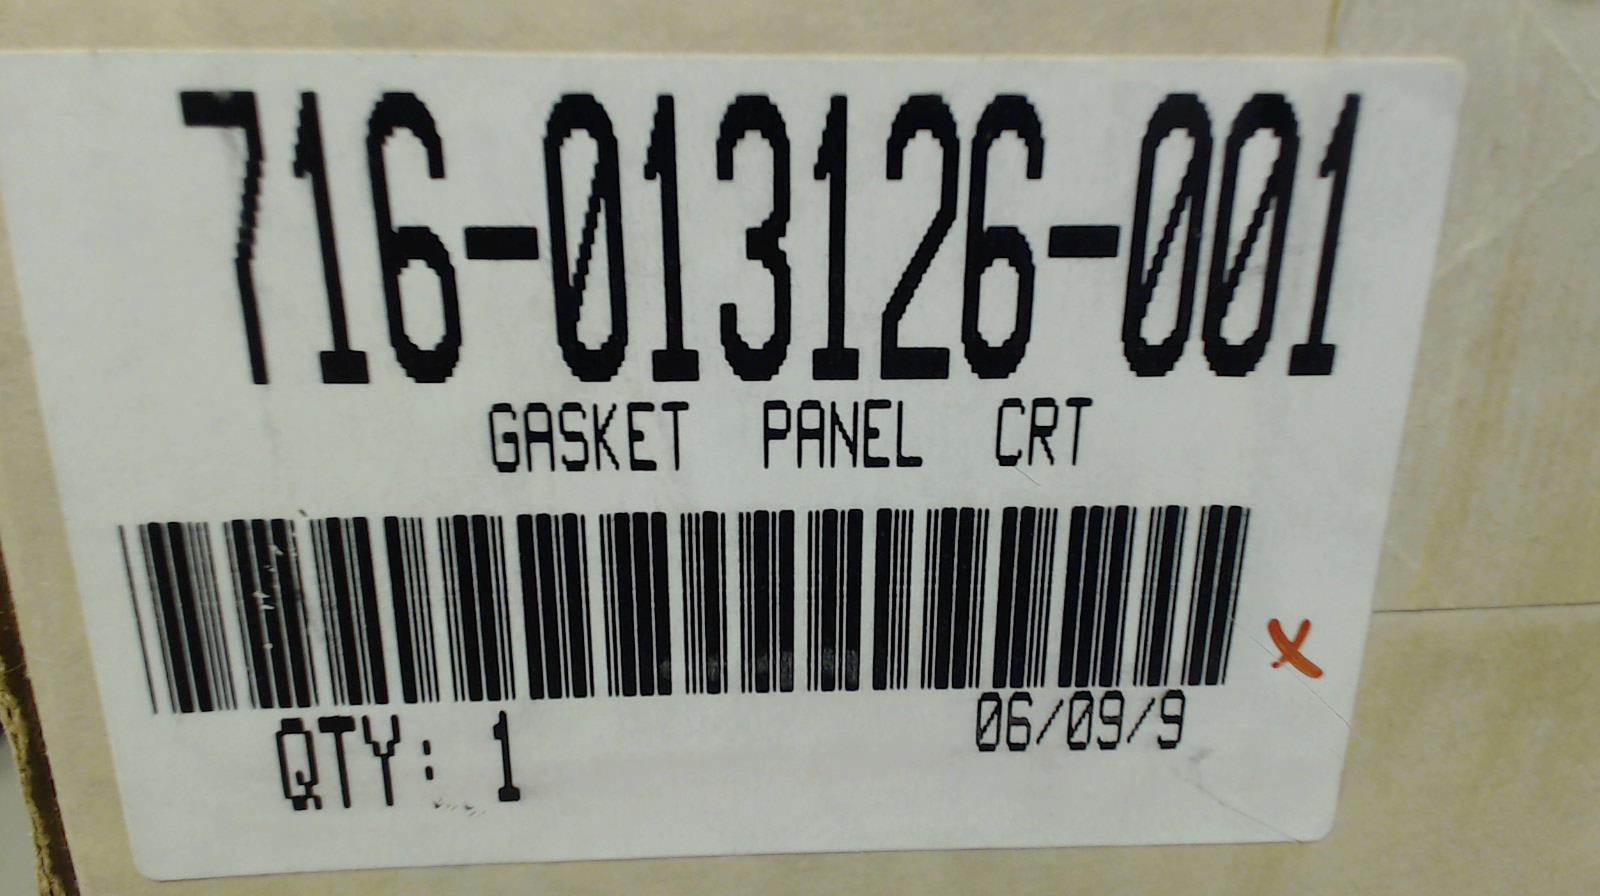 716-013126-001
GASKET PANEL CRT
QTY: 1
06/09/9
X